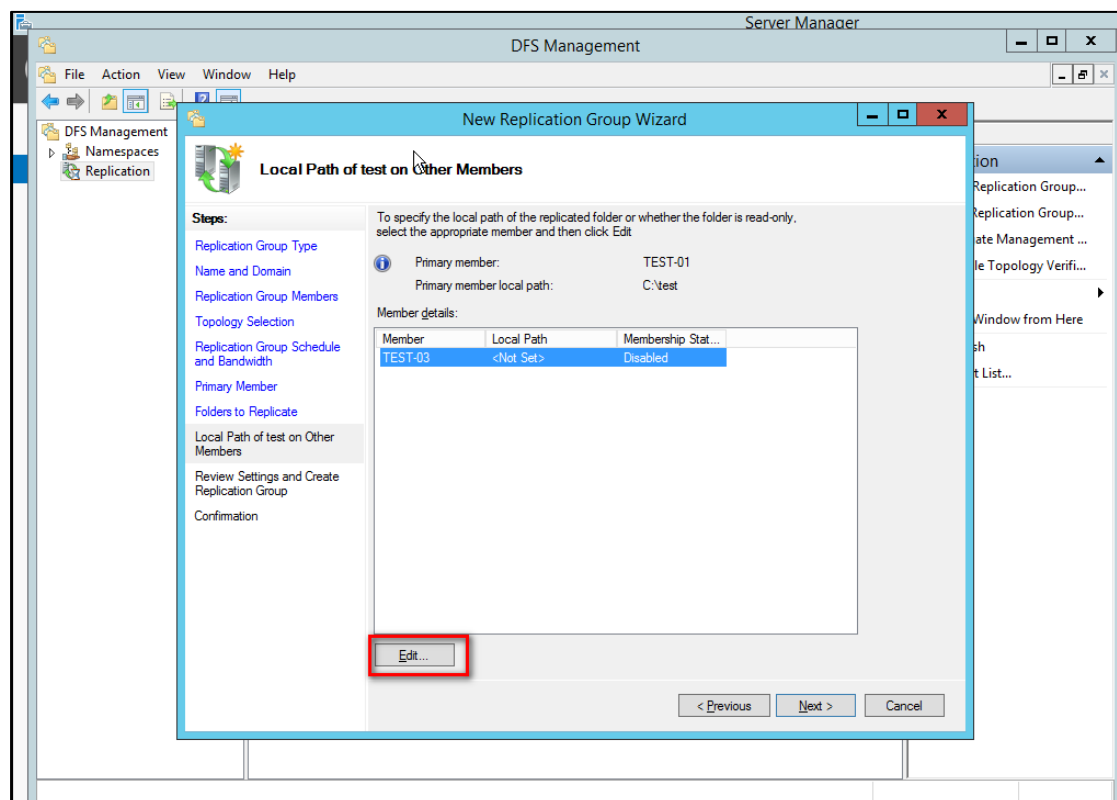 Server Manager
DFS Management
File Action View Window Help
DFS Management
Namespaces
Replication
New Replication Group Wizard
Local Path of test on Other Members
Steps:
Replication Group Type
Name and Domain
Replication Group Members
Topology Selection
Replication Group Schedule
and Bandwidth
Primary Member
Folders to Replicate
Local Path of test on Other
Members
Review Settings and Create
Replication Group
Confirmation
To specify the local path of the replicated folder or whether the folder is read-only,
select the appropriate member and then click Edit
Primary member: TEST-01
Primary member local path: C:\test
Member details:
Member Local Path Membership Stat...
TEST-03 <Not Set> Disabled
Edit...
< Previous Next > Cancel
ion
Replication Group...
Replication Group...
ate Management ...
le Topology Verifi...
Window from Here
sh
t List...